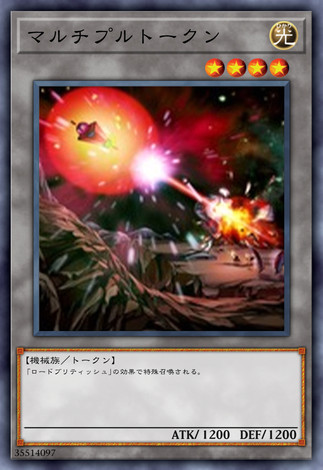 マルチプルトークン
光
【機械族／トークン】
「ロードブリティッシュ」の効果で特殊召喚される。
ATK/1200 DEF/1200
35514097